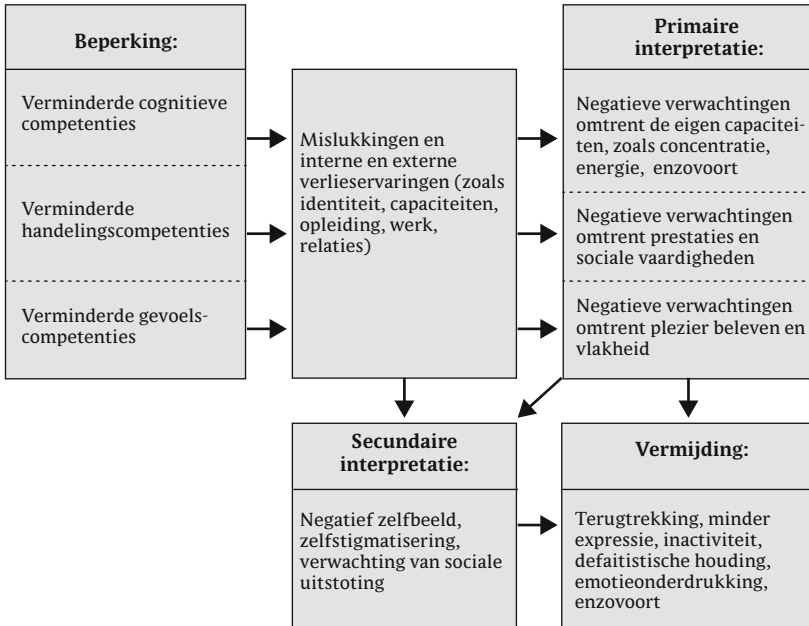 Beperking:
Verminderde cognitieve
competenties
Verminderde
handelingscompetenties
Verminderde gevoels-
competenties
Mislukkingen en
interne en externe
verlieservaringen (zoals
identiteit, capaciteiten,
opleiding, werk,
relaties)
Primaire
interpretatie:
Negatieve verwachtingen
omtrent de eigen capacitei-
ten, zoals concentratie,
energie, enzovoort
Negatieve verwachtingen
omtrent prestaties en
sociale vaardigheden
Negatieve verwachtingen
omtrent plezier beleven en
vlakheid
Secundaire
interpretatie:
Negatief zelfbeeld,
zelfstigmatisering,
verwachting van sociale
uitstoting
Vermijding:
Terugtrekking, minder
expressie, inactiviteit,
defaitistische houding,
emotieonderdrukking,
enzovoort